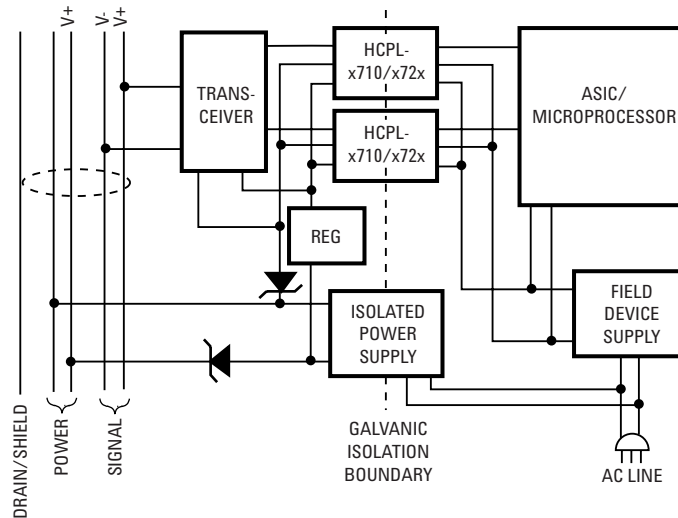 V+
V-
V+
TRANS-
CEIVER
HCPL-
x710/x72x
HCPL-
x710/x72x
ASIC/
MICROPROCESSOR
REG
ISOLATED
POWER
SUPPLY
FIELD
DEVICE
SUPPLY
DRAIN/SHIELD
POWER
SIGNAL
GALVANIC
ISOLATION
BOUNDARY
AC LINE